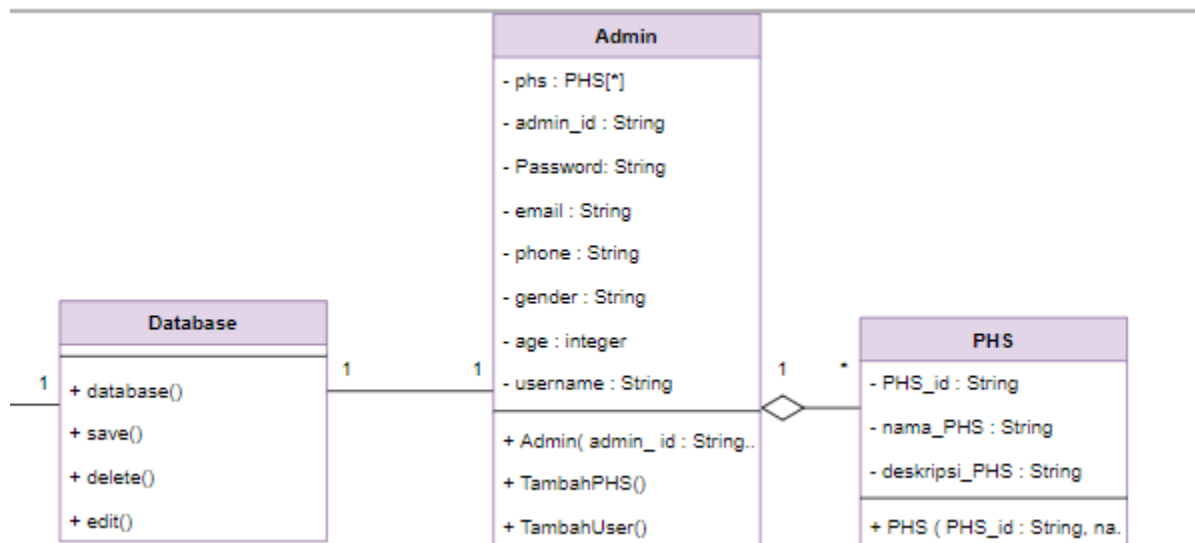 Admin
- phs : PHS[*]
- admin_id : String
- Password: String
- email : String
- phone : String
- gender : String
- age : integer
- username : String
+ Admin( admin_ id : String..
+ TambahPHS()
+ TambahUser()
Database
+ database()
+ save()
+ delete()
+ edit()
1
1
1
1
*
PHS
- PHS_id : String
- nama_PHS : String
- deskripsi_PHS : String
+ PHS ( PHS_id : String, na.